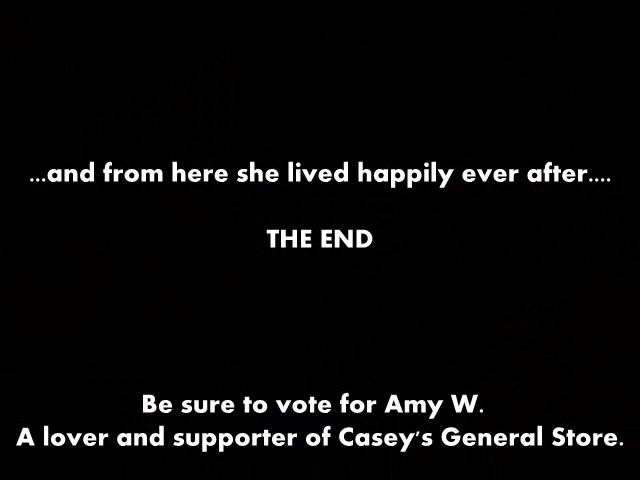 ...and from here she lived happily ever after....
THE END
Be sure to vote for Amy W.
A lover and supporter of Casey's General Store.